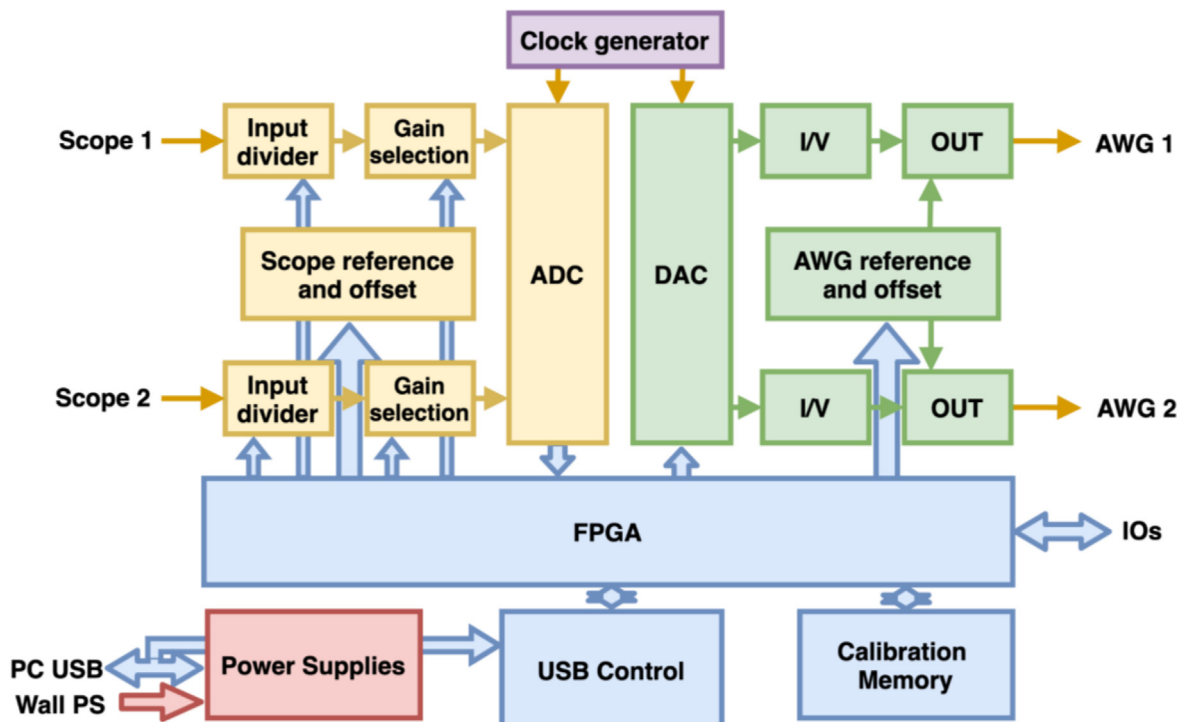 Clock generator
Scope 1
Input
divider
Gain
selection
ADC
DAC
I/V
OUT
AWG 1
Scope reference
and offset
AWG reference
and offset
Scope 2
Input
divider
Gain
selection
I/V
OUT
AWG 2
FPGA
IOs
PC USB
Wall PS
Power Supplies
USB Control
Calibration
Memory